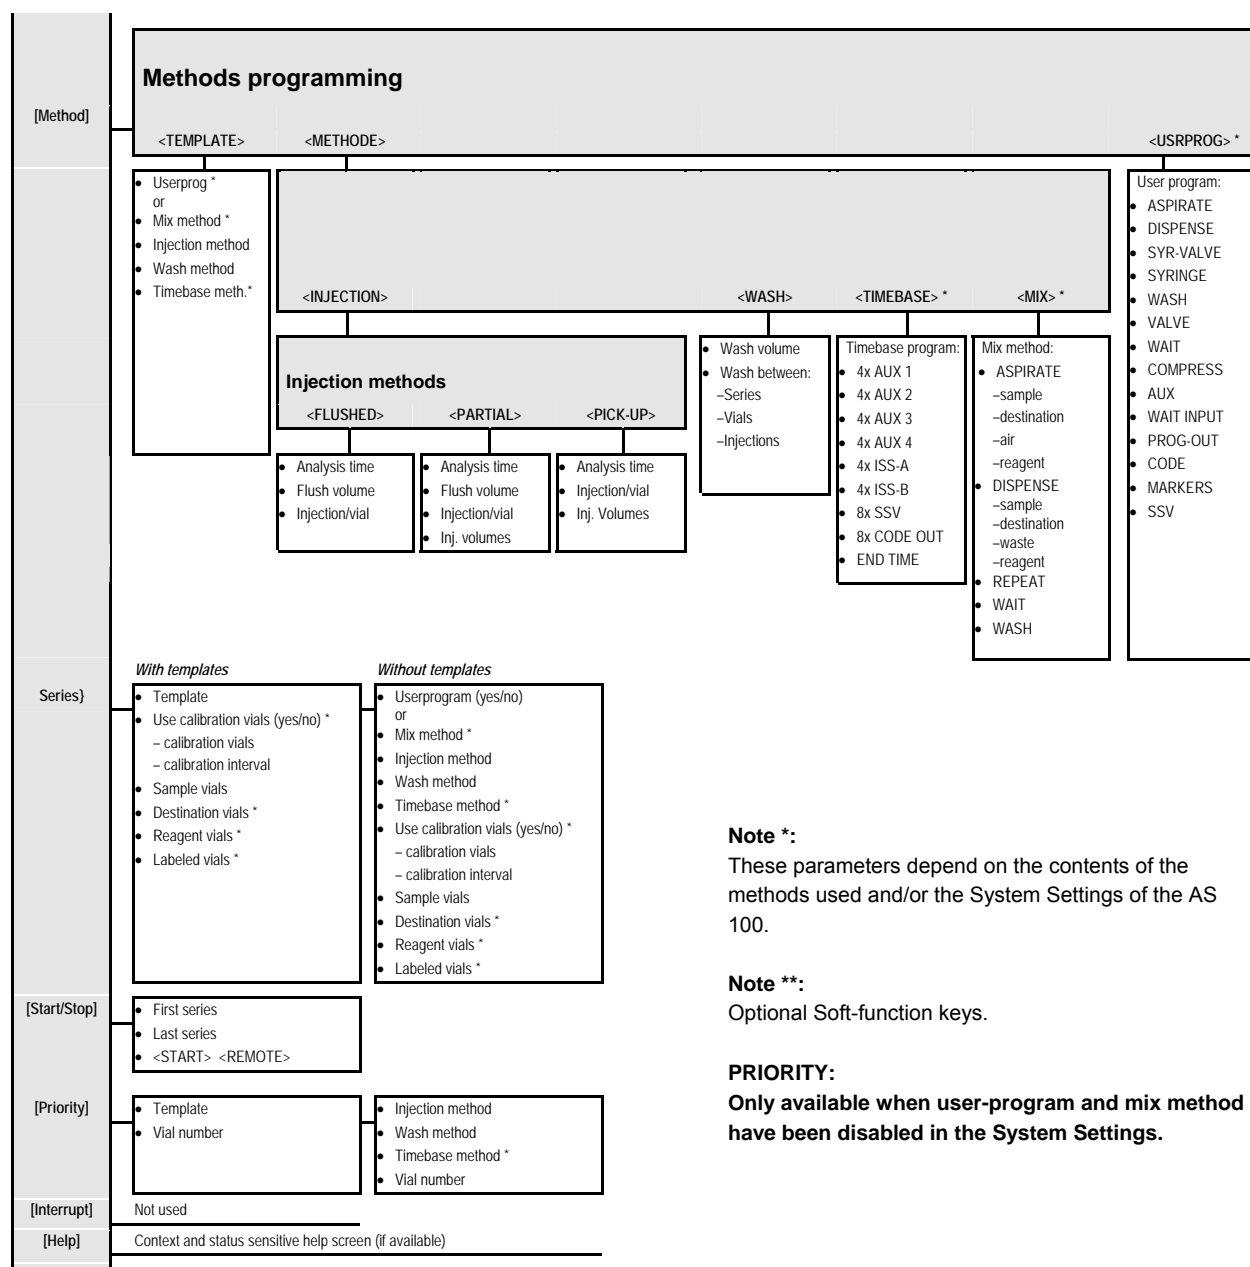 Methods programming
[Method]
<TEMPLATE> <METHODE> <USRPROG> *
• Userprog *
or
• Mix method *
• Injection method
• Wash method
• Timebase meth.*
<INJECTION> <WASH> <TIMEBASE> * <MIX> *
Injection methods
<FLUSHED> <PARTIAL> <PICK-UP>
• Analysis time
• Flush volume
• Injection/vial
• Analysis time
• Flush volume
• Injection/vial
• Inj. volumes
• Analysis time
• Injection/vial
• Inj. Volumes
• Wash volume
• Wash between:
–Series
–Vials
–Injections
Timebase program:
• 4x AUX 1
• 4x AUX 2
• 4x AUX 3
• 4x AUX 4
• 4x ISS-A
• 4x ISS-B
• 8x SSV
• 8x CODE OUT
• END TIME
Mix method:
• ASPIRATE
–sample
–destination
–air
–reagent
• DISPENSE
–sample
–destination
–waste
–reagent
• REPEAT
• WAIT
• WASH
User program:
• ASPIRATE
• DISPENSE
• SYR-VALVE
• SYRINGE
• WASH
• VALVE
• WAIT
• COMPRESS
• AUX
• WAIT INPUT
• PROG-OUT
• CODE
• MARKERS
• SSV
Series}
With templates
• Template
• Use calibration vials (yes/no) *
– calibration vials
– calibration interval
• Sample vials
• Destination vials *
• Reagent vials *
• Labeled vials *
Without templates
• Userprogram (yes/no)
or
• Mix method *
• Injection method
• Wash method
• Timebase method *
• Use calibration vials (yes/no) *
– calibration vials
– calibration interval
• Sample vials
• Destination vials *
• Reagent vials *
• Labeled vials *
Note *:
These parameters depend on the contents of the
methods used and/or the System Settings of the AS
100.
Note **:
Optional Soft-function keys.
PRIORITY:
Only available when user-program and mix method
have been disabled in the System Settings.
[Start/Stop]
• First series
• Last series
• <START> <REMOTE>
[Priority]
• Template
• Vial number
• Injection method
• Wash method
• Timebase method *
• Vial number
[Interrupt] Not used
[Help] Context and status sensitive help screen (if available)